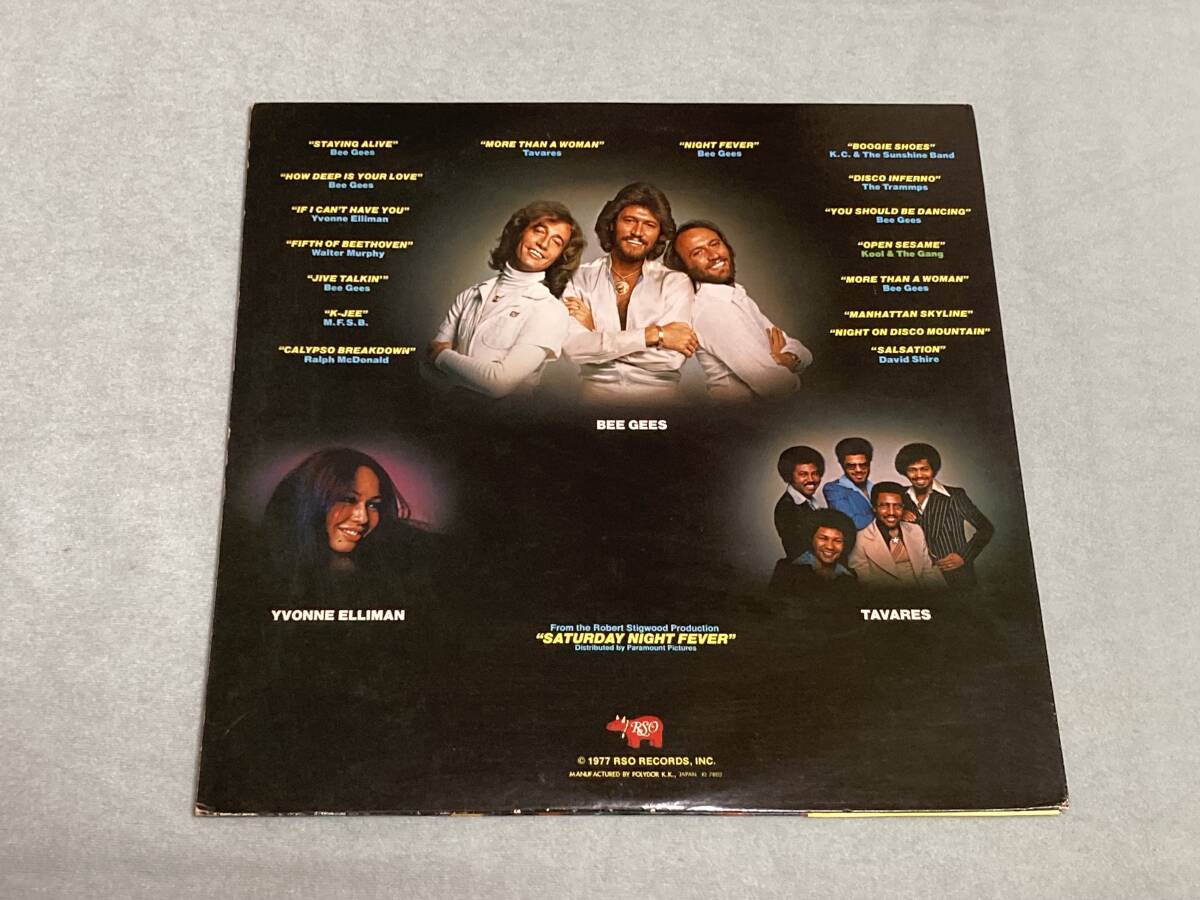 "STAYING ALIVE"
Bee Gees
"HOW DEEP IS YOUR LOVE"
Bee Gees
"IF I CAN'T HAVE YOU"
Yvonne Elliman
"FIFTH OF BEETHOVEN"
Walter Murphy
"JIVE TALKIN'"
Bee Gees
"K-JEE"
M.F.S.B.
"CALYPSO BREAKDOWN"
Ralph McDonald
"MORE THAN A WOMAN"
Tavares
"NIGHT FEVER"
Bee Gees
"BOOGIE SHOES"
K.C. & The Sunshine Band
"DISCO INFERNO"
The Trammps
"YOU SHOULD BE DANCING"
Bee Gees
"OPEN SESAME"
Kool & The Gang
"MORE THAN A WOMAN"
Bee Gees
"MANHATTAN SKYLINE"
"NIGHT ON DISCO MOUNTAIN"
"SALSATION"
David Shire
BEE GEES
YVONNE ELLIMAN
TAVARES
From the Robert Stigwood Production
"SATURDAY NIGHT FEVER"
Distributed by Paramount Pictures
RSO
© 1977 RSO RECORDS, INC.
MANUFACTURED BY POLYDOR K.K., JAPAN